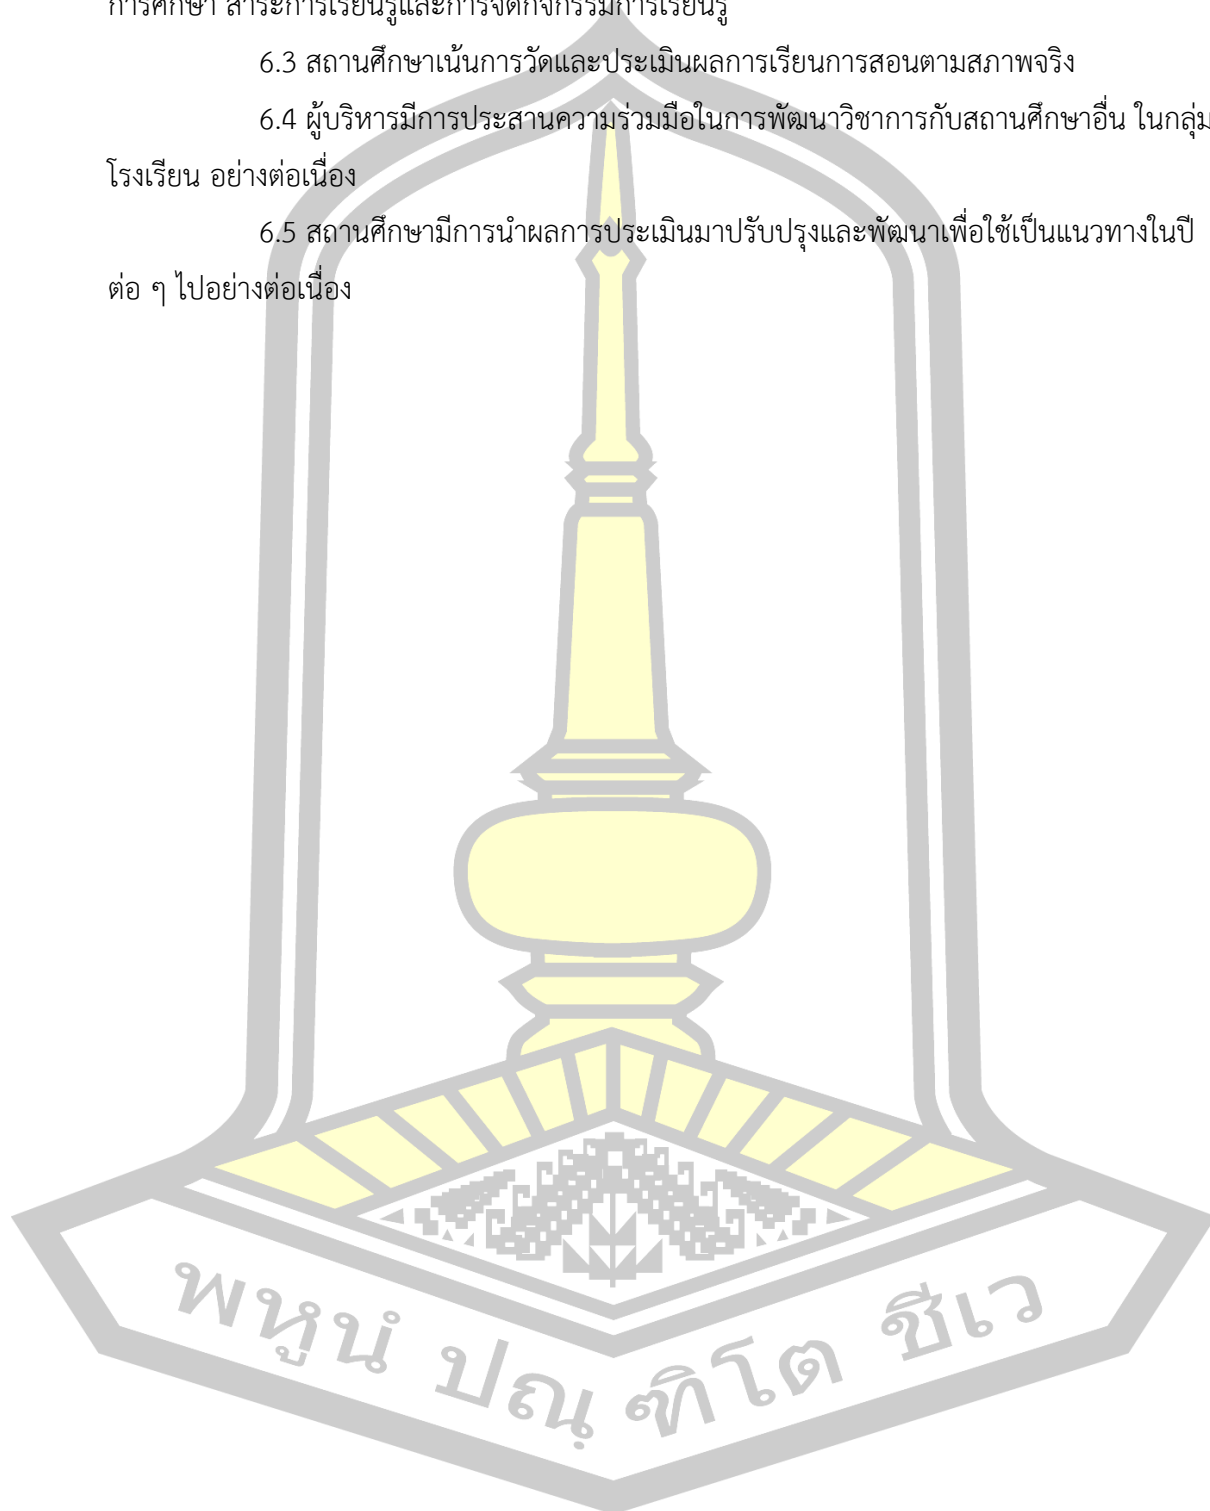 การศึกษา สาระการเรียนรู้และการจัดกิจกรรมการเรียนรู้
6.3 สถานศึกษาเน้นการวัดและประเมินผลการเรียนการสอนตามสภาพจริง
6.4 ผู้บริหารมีการประสานความร่วมมือในการพัฒนาวิชาการกับสถานศึกษาอื่น ในกลุ่ม
โรงเรียน อย่างต่อเนื่อง
6.5 สถานศึกษามีการนำผลการประเมินมาปรับปรุงและพัฒนาเพื่อใช้เป็นแนวทางในปี
ต่อ ๆ ไปอย่างต่อเนื่อง
พหูนํ ปณฺ ฑิโต ชีเว